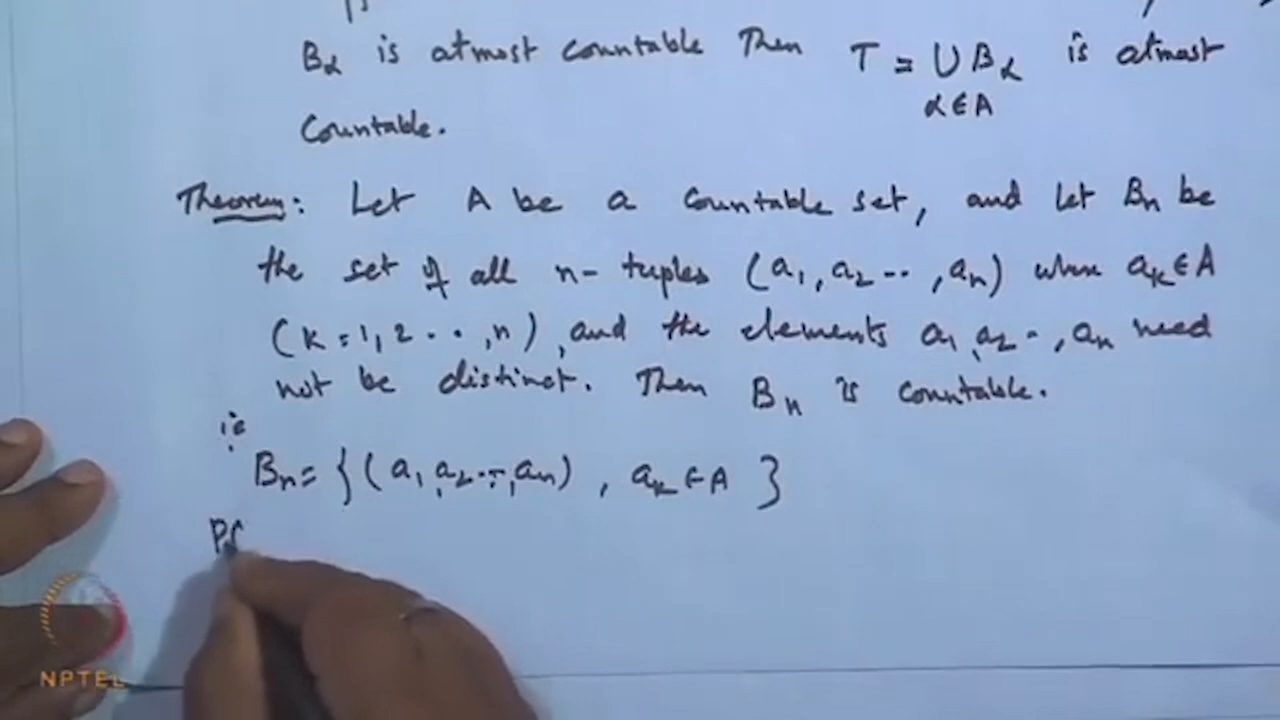 Bα is atmost countable Then T = ∪ Bα is atmost
α∈A
Countable.
Theorem: Let A be a Countable set, and let Bn be
the set of all n-tuples (a1, a2 .. , an) when ak∈A
(k = 1, 2 . . , n), and the elements a1, a2 . , an need
not be distinct. Then Bn is countable.
ie
Bn = { (a1, a2, ..., an) , ak∈A }
Pf
NPTEL